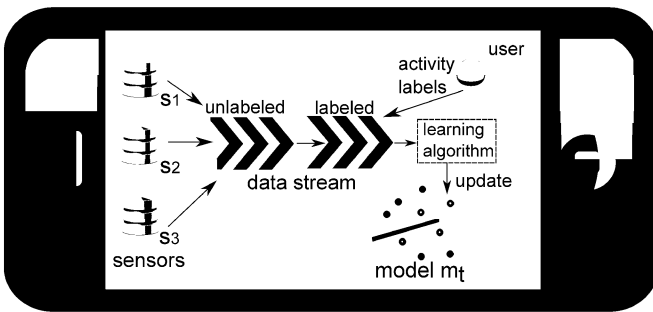 user
activity
labels
s1
unlabeled
labeled
s2
learning
algorithm
data stream
update
s3
sensors
model mt